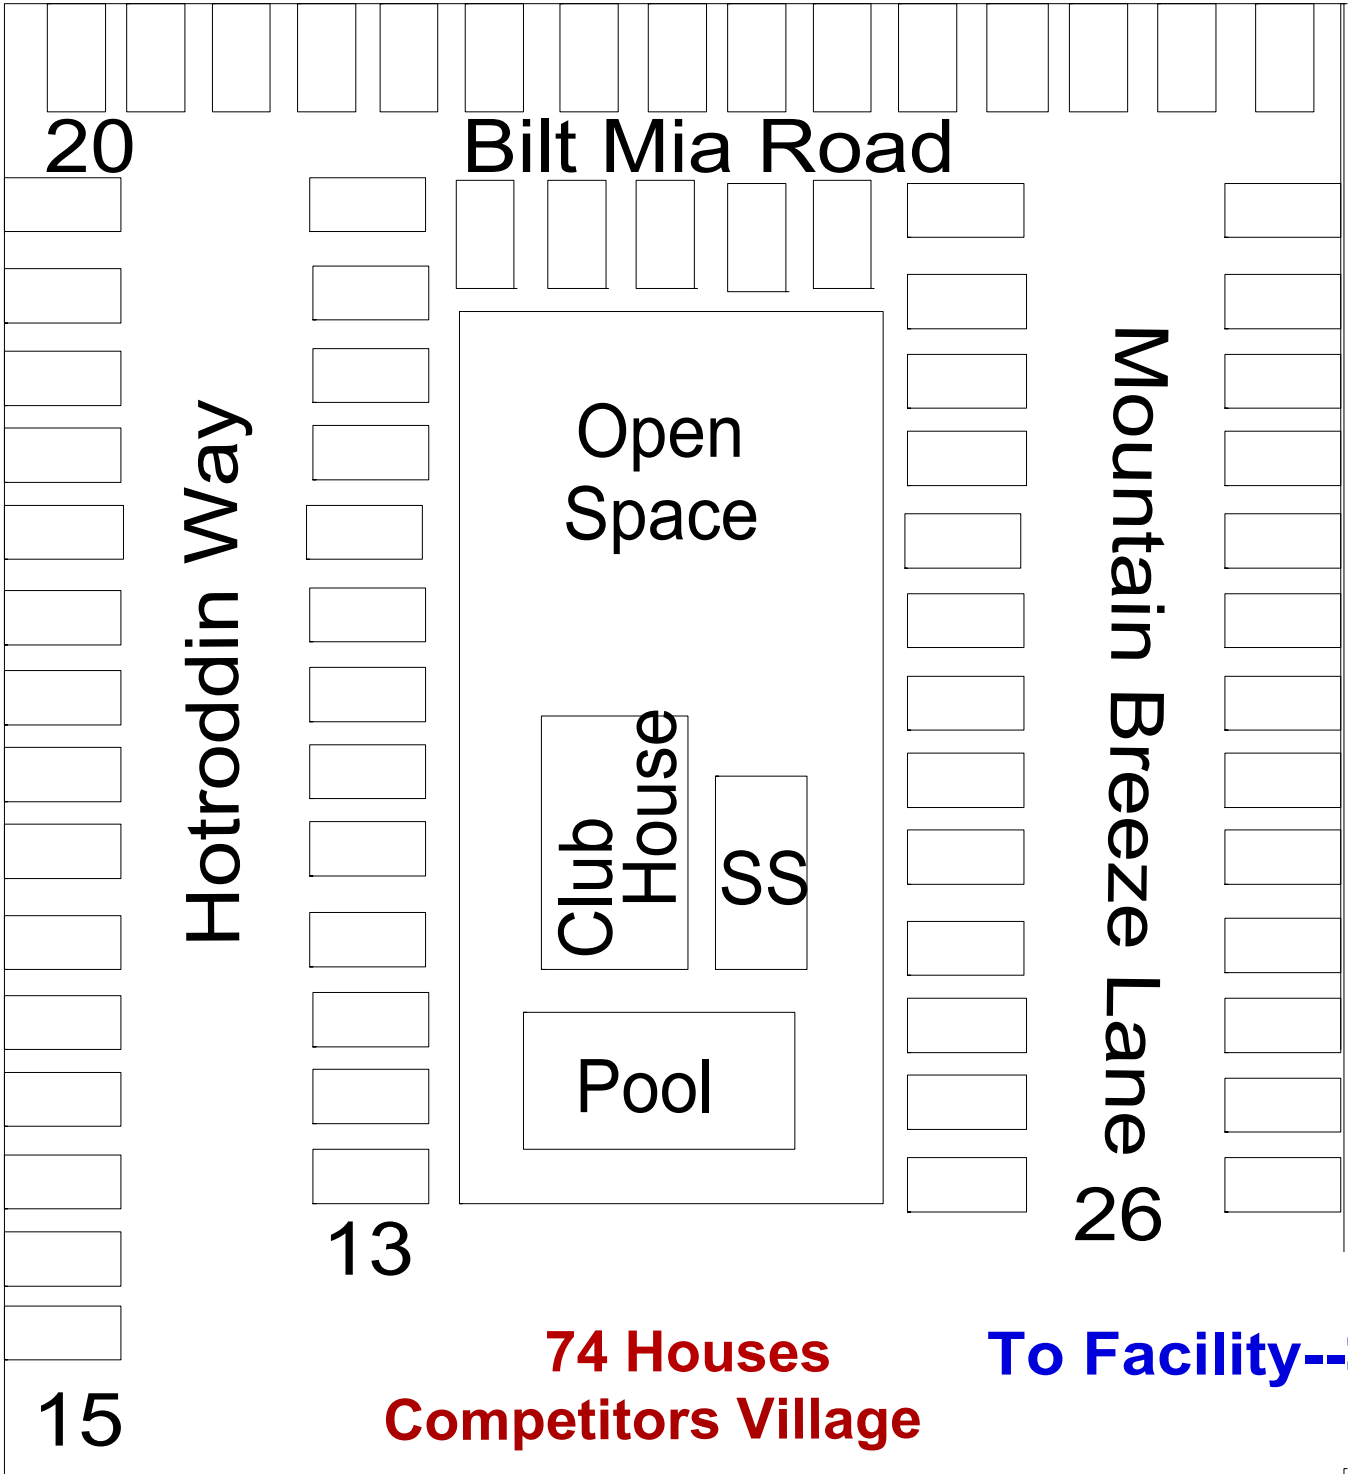 20
Bilt Mia Road
Hotroddin Way
Open
Space
Mountain Breeze Lane
Club
House
SS
Pool
13
26
15
74 Houses
Competitors Village
To Facility--